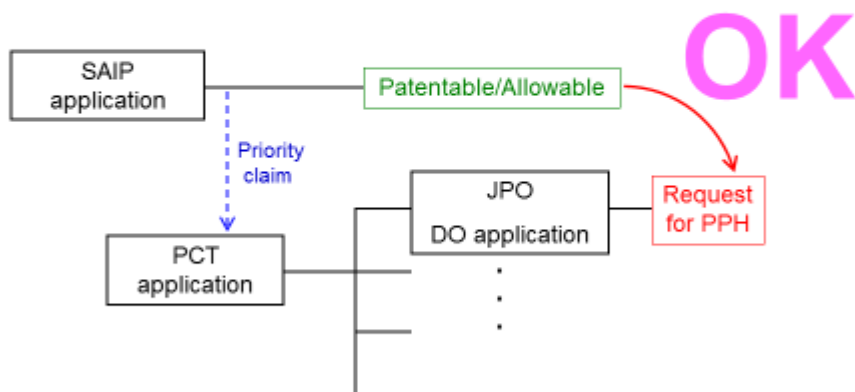 OK
SAIP
application
Patentable/Allowable
Priority
claim
JPO
DO application
Request
for PPH
PCT
application